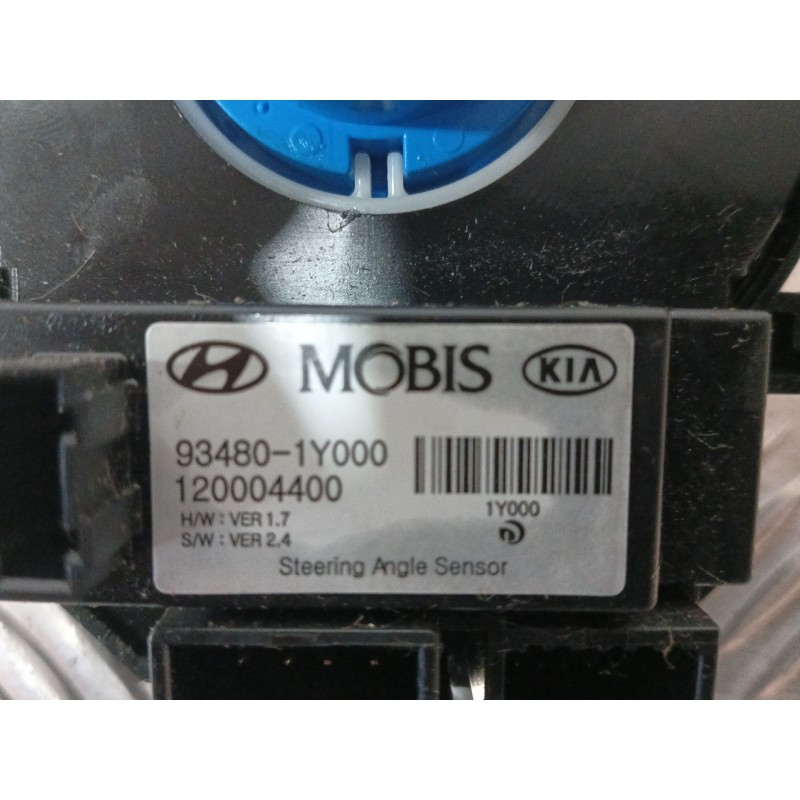 MOBIS KIA
93480-1Y000
120004400
H/W : VER 1.7
S/W : VER 2.4
1Y000
Steering Angle Sensor